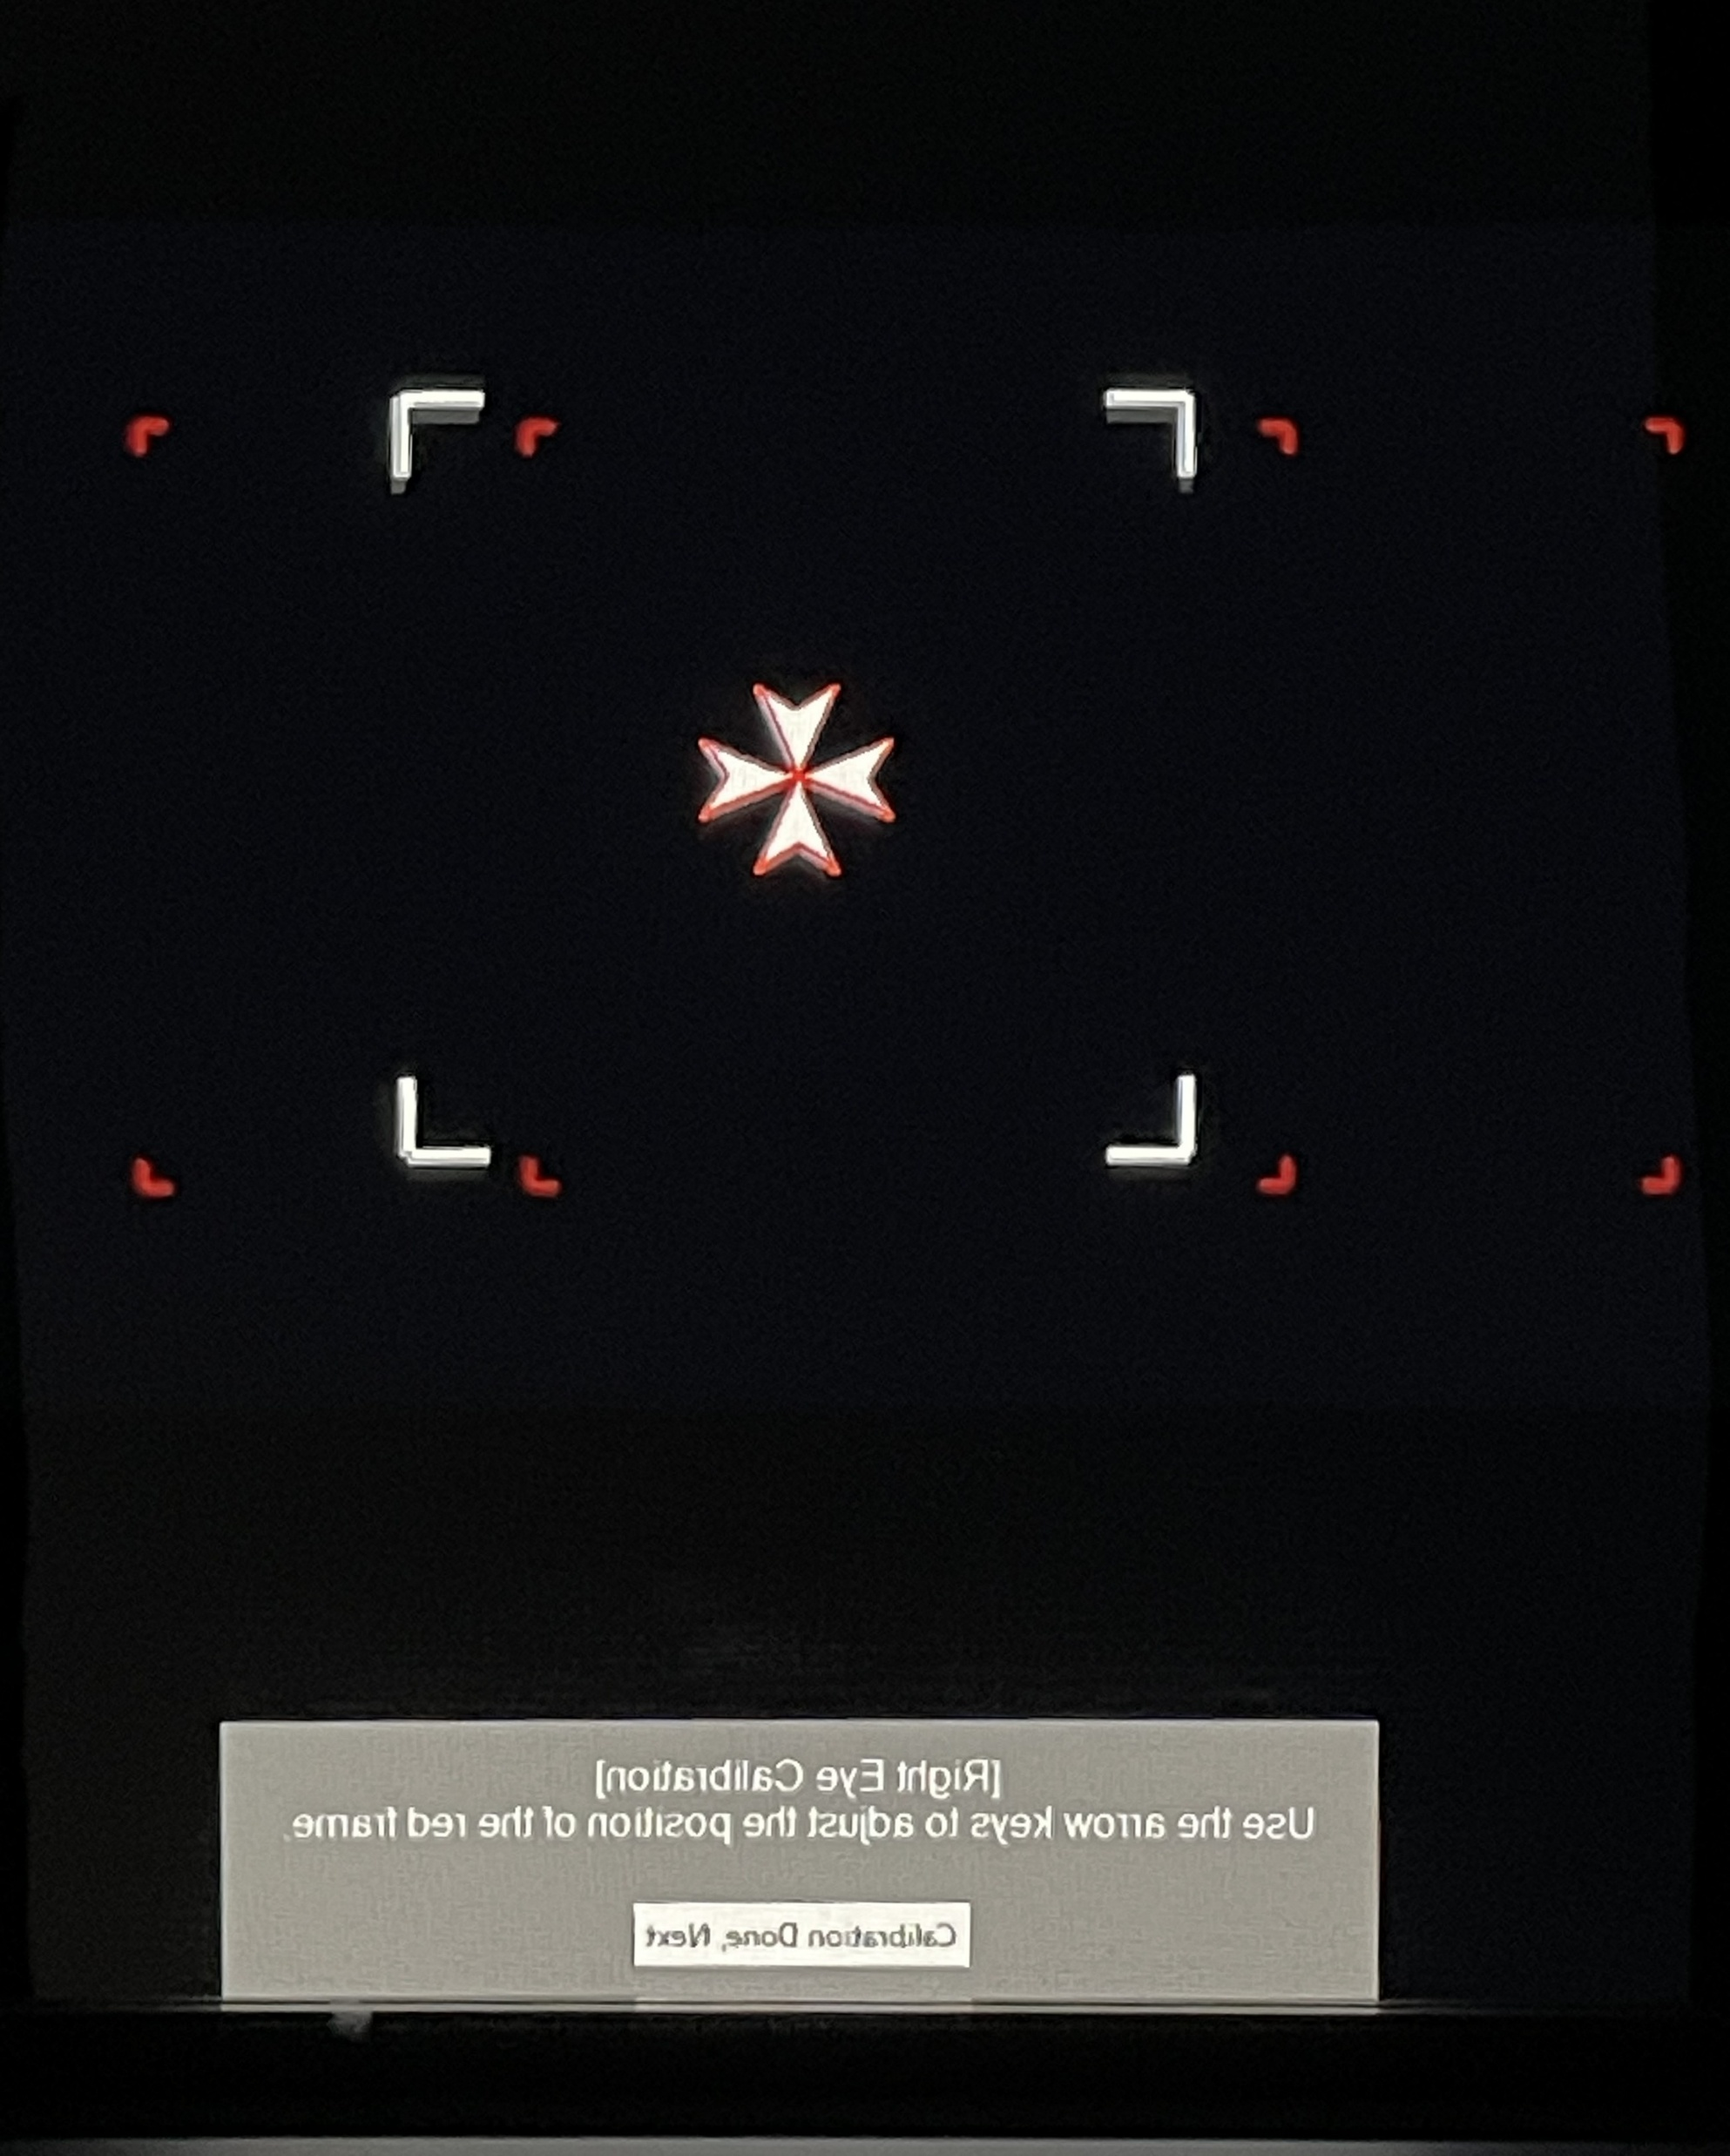 [Right Eye Calibration]
Use the arrow keys to adjust the position of the red frame.
Calibration Done, Next